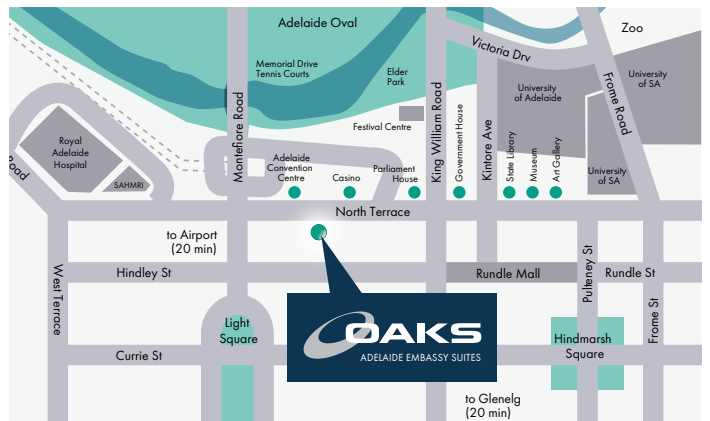 Adelaide Oval
Zoo
Victoria Drv
Memorial Drive
Tennis Courts
Elder
Park
University
of Adelaide
University
of SA
Frome Road
Montefiore Road
King William Road
Festival Centre
Government House
Kintore Ave
Royal
Adelaide
Hospital
SAHMRI
Road
Adelaide
Convention
Centre
Casino
Parliament
House
State Library
Museum
Art Gallery
University
of SA
North Terrace
to Airport
(20 min)
West Terrace
Hindley St
Rundle Mall
Pulteney St
Rundle St
Frome St
Light
Square
OAKS
ADELAIDE EMBASSY SUITES
Hindmarsh
Square
Currie St
to Glenelg
(20 min)